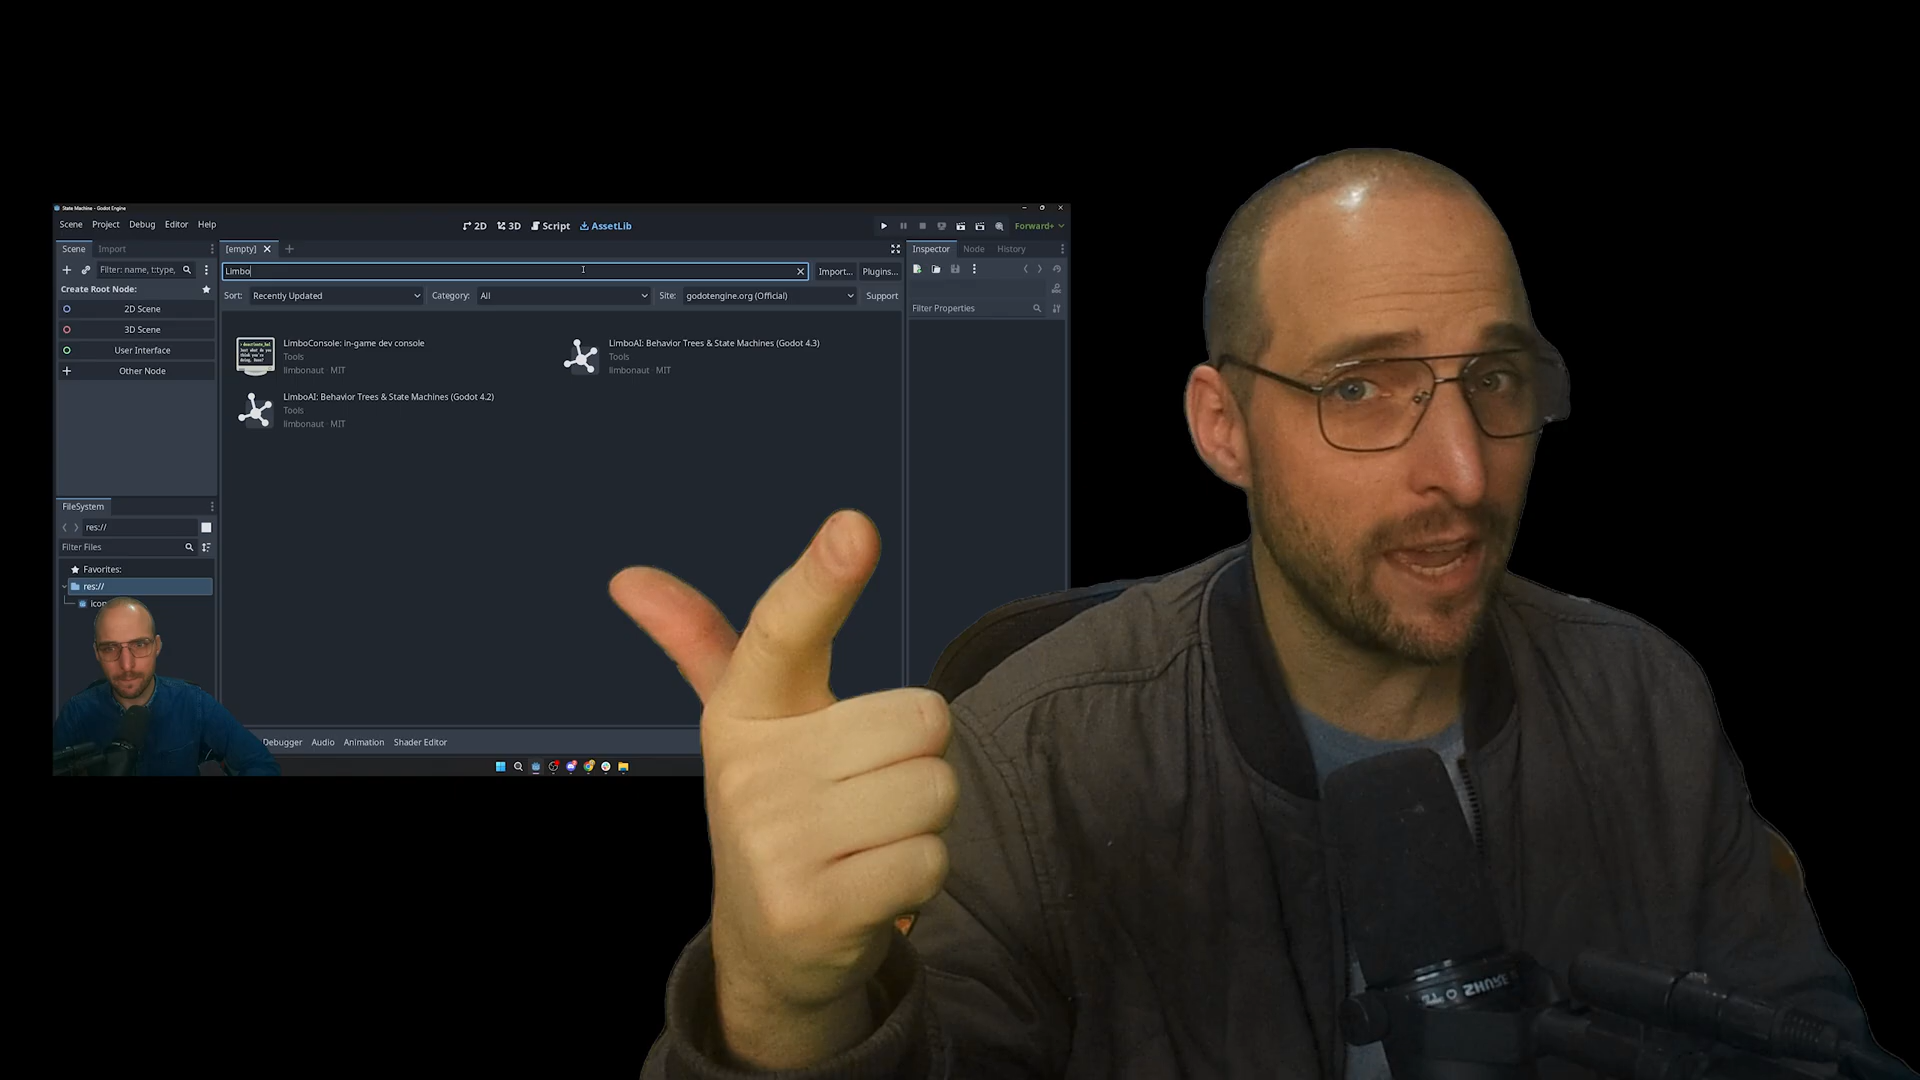 State Machine - Godot Engine
Scene Project Debug Editor Help
2D 3D Script AssetLib
Forward+
Scene Import
[empty]
Inspector Node History
Filter: name, t:type,
Limbo
Import... Plugins...
Create Root Node:
Sort: Recently Updated Category: All Site: godotengine.org (Official) Support
2D Scene
Filter Properties
3D Scene
User Interface
Other Node
LimboConsole: in-game dev console
Tools
limbonaut MIT
LimboAI: Behavior Trees & State Machines (Godot 4.3)
Tools
limbonaut MIT
LimboAI: Behavior Trees & State Machines (Godot 4.2)
Tools
limbonaut MIT
FileSystem
res://
Filter Files
Favorites:
res://
icon
Debugger Audio Animation Shader Editor
SHURE